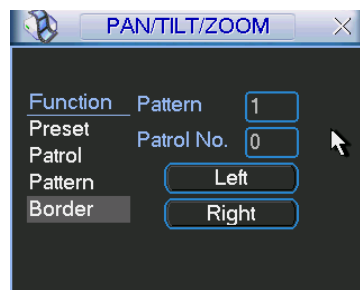 PAN/TILT/ZOOM
Function
Preset
Patrol
Pattern
Border
Pattern 1
Patrol No. 0
Left
Right